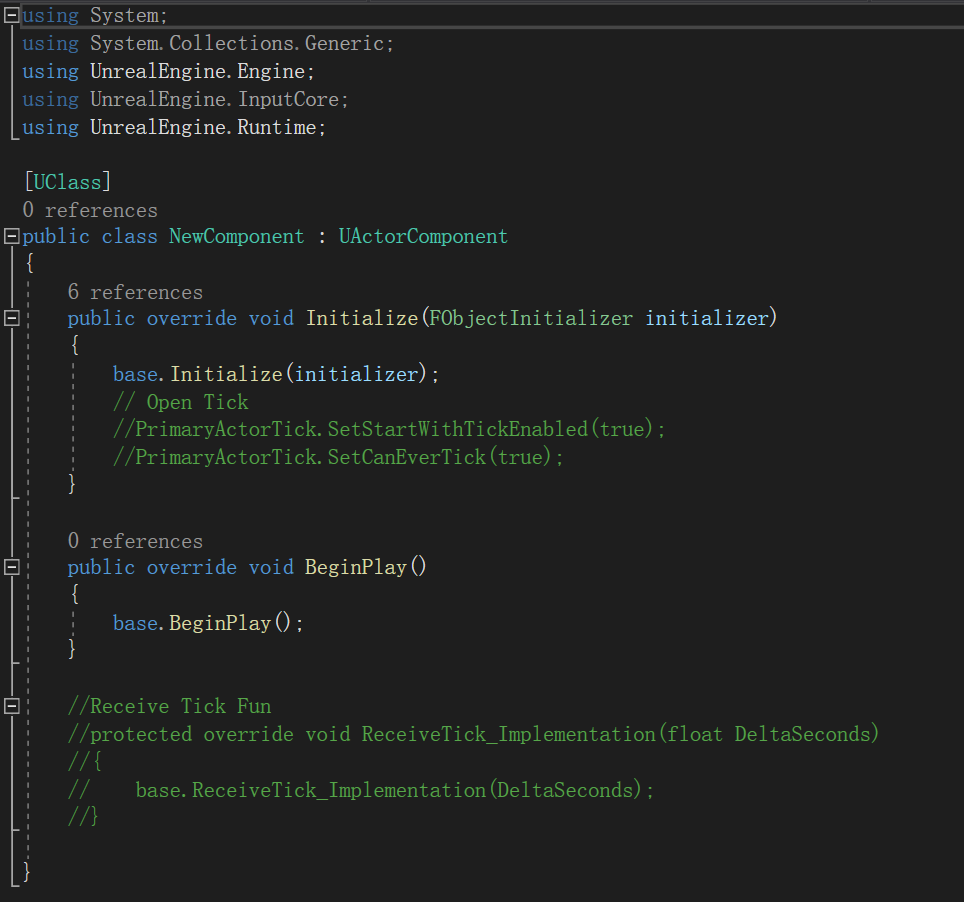 using System;
using System.Collections.Generic;
using UnrealEngine.Engine;
using UnrealEngine.InputCore;
using UnrealEngine.Runtime;
[UClass]
0 references
public class NewComponent : UActorComponent
{
6 references
public override void Initialize(FObjectInitializer initializer)
{
base.Initialize(initializer);
// Open Tick
//PrimaryActorTick.SetStartWithTickEnabled(true);
//PrimaryActorTick.SetCanEverTick(true);
}
0 references
public override void BeginPlay()
{
base.BeginPlay();
}
//Receive Tick Fun
//protected override void ReceiveTick_Implementation(float DeltaSeconds)
//{
//    base.ReceiveTick_Implementation(DeltaSeconds);
//}
}